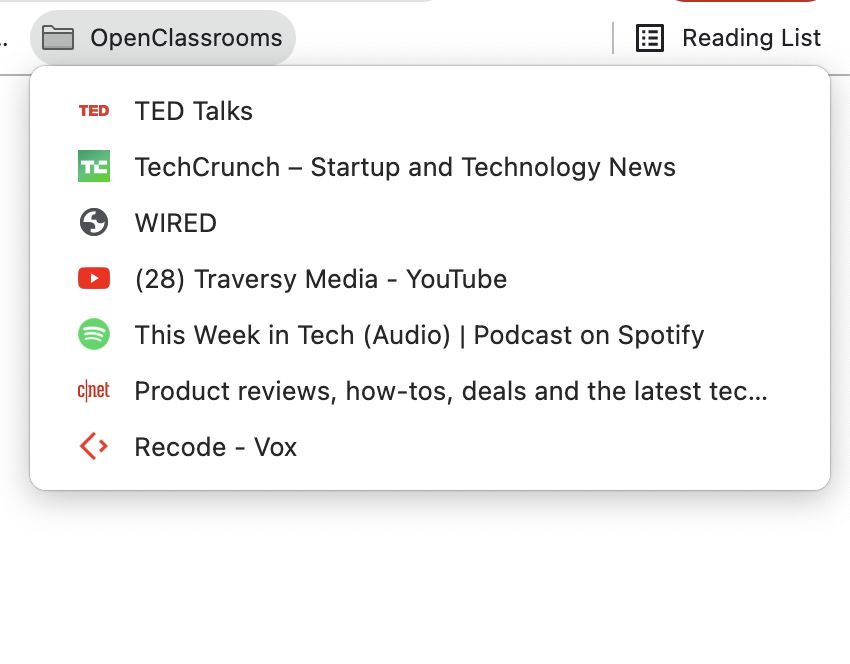 .. OpenClassrooms Reading List
TED TED Talks
TC TechCrunch – Startup and Technology News
WIRED
(28) Traversy Media - YouTube
This Week in Tech (Audio) | Podcast on Spotify
c|net Product reviews, how-tos, deals and the latest tec...
Recode - Vox